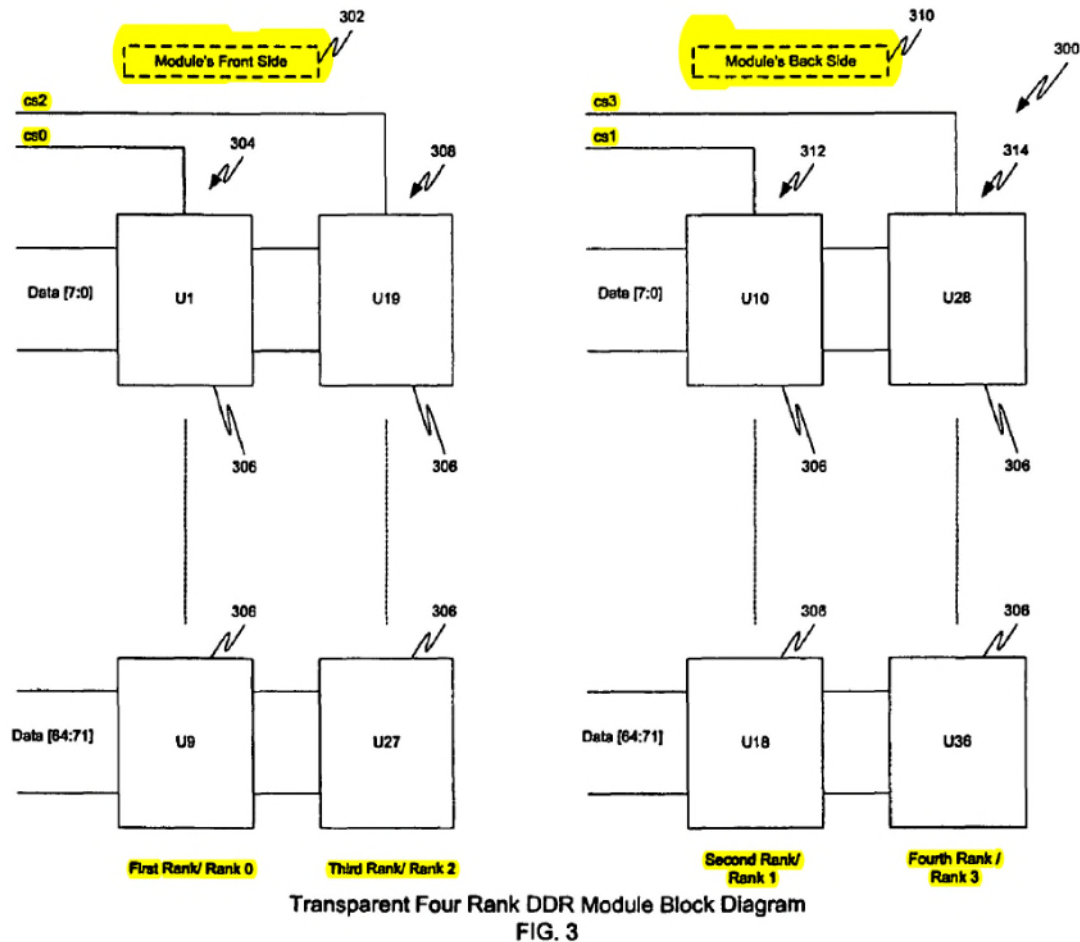 302
310
Module's Front Side
Module's Back Side
300
cs2
cs3
cs0
cs1
304
308
312
314
Data [7:0]
U1
U19
Data [7:0]
U10
U28
306
306
306
306
306
306
306
306
Data [64:71]
U9
U27
Data [64:71]
U18
U36
First Rank/ Rank 0
Third Rank/ Rank 2
Second Rank/
Rank 1
Fourth Rank /
Rank 3
Transparent Four Rank DDR Module Block Diagram
FIG. 3